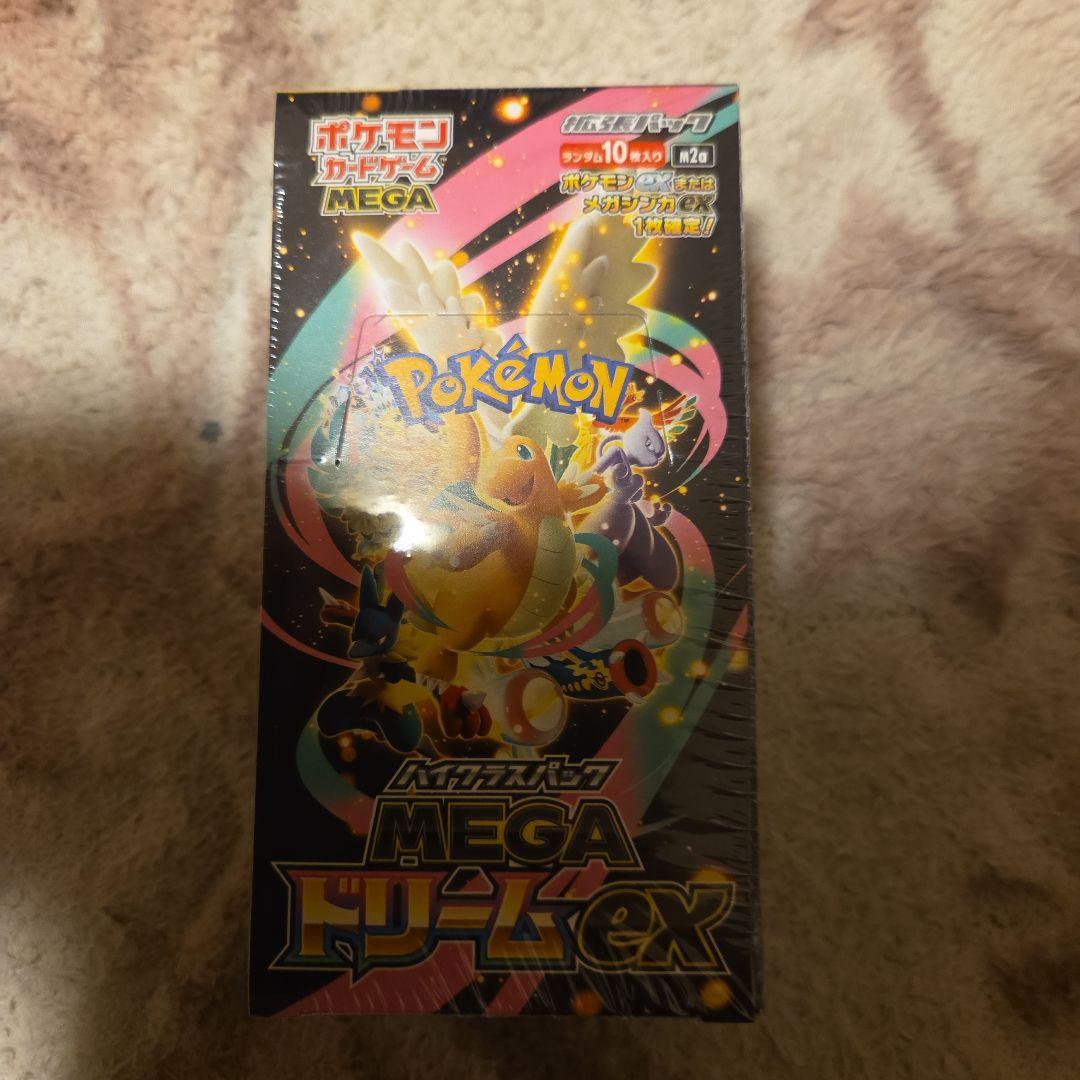 ポケモン
カードゲーム
MEGA
拡張パック
ランダム10枚入り m2a
ポケモンexまたは
メガシンカex
1枚確定!
POKéMON
TM
ハイクラスパック
MEGA
ドリームex